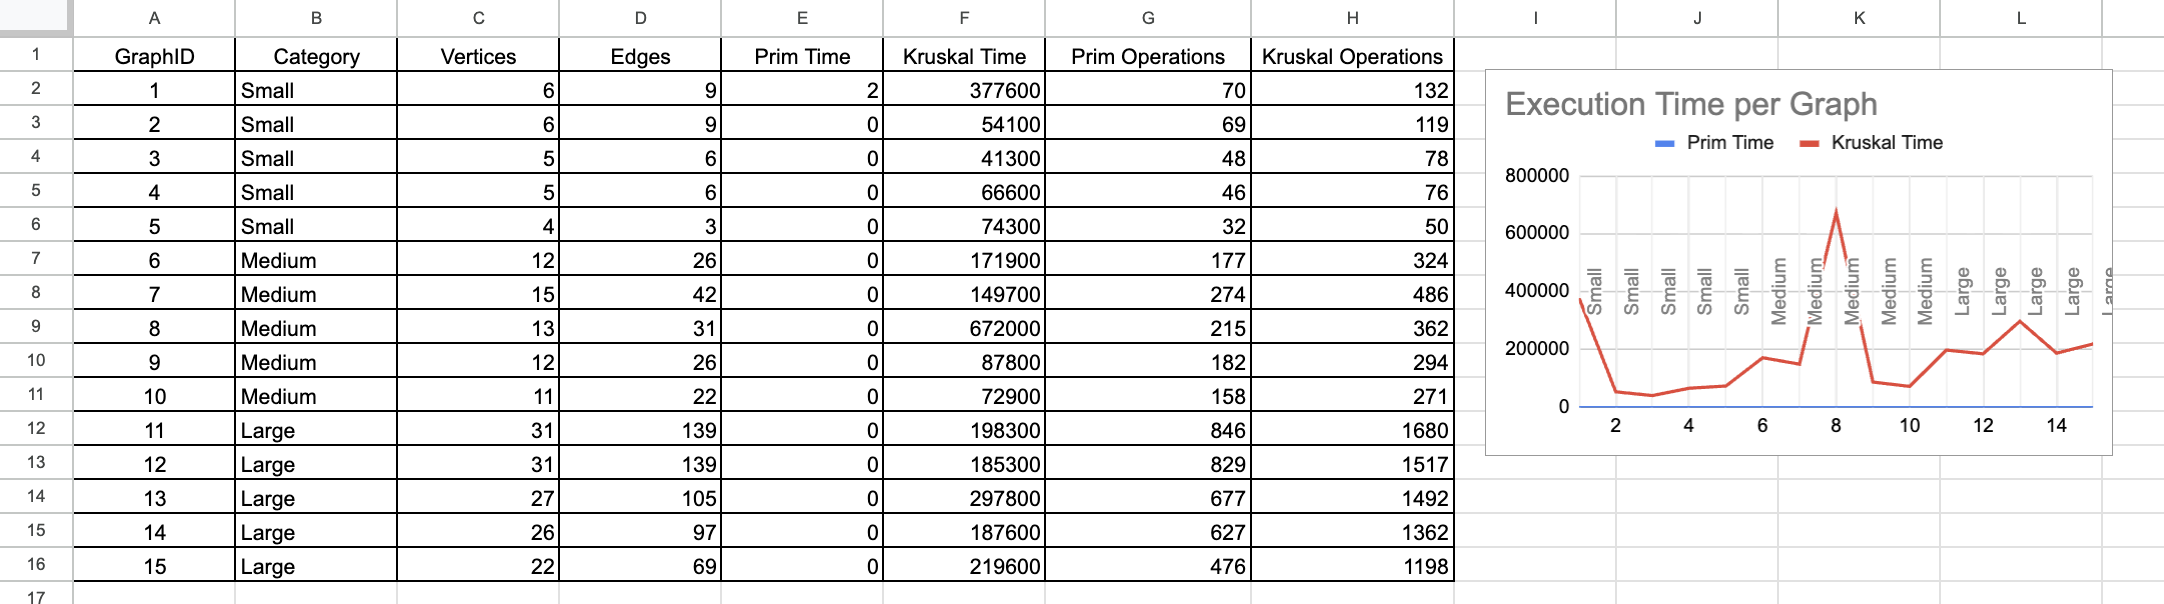 A B C D E F G H I J K L
1 GraphID Category Vertices Edges Prim Time Kruskal Time Prim Operations Kruskal Operations
2 1 Small 6 9 2 377600 70 132
3 2 Small 6 9 0 54100 69 119
4 3 Small 5 6 0 41300 48 78
5 4 Small 5 6 0 66600 46 76
6 5 Small 4 3 0 74300 32 50
7 6 Medium 12 26 0 171900 177 324
8 7 Medium 15 42 0 149700 274 486
9 8 Medium 13 31 0 672000 215 362
10 9 Medium 12 26 0 87800 182 294
11 10 Medium 11 22 0 72900 158 271
12 11 Large 31 139 0 198300 846 1680
13 12 Large 31 139 0 185300 829 1517
14 13 Large 27 105 0 297800 677 1492
15 14 Large 26 97 0 187600 627 1362
16 15 Large 22 69 0 219600 476 1198
17
Execution Time per Graph
Prim Time Kruskal Time
800000
600000
400000
200000
0
Small Small Small Small Small Medium Medium Medium Medium Medium Large Large Large Large Large
2 4 6 8 10 12 14